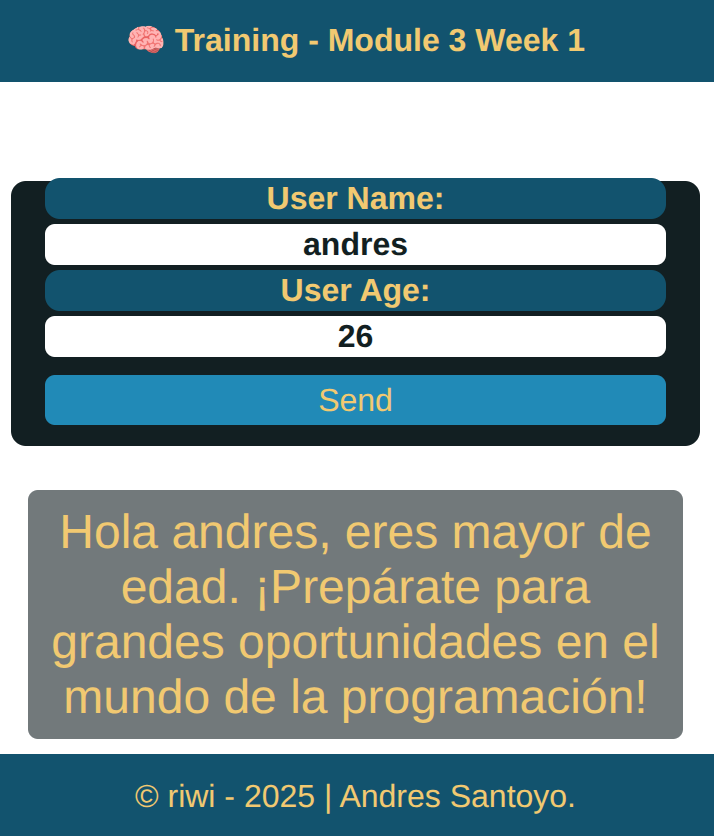 🧠 Training - Module 3 Week 1
User Name:
andres
User Age:
26
Send
Hola andres, eres mayor de
edad. ¡Prepárate para
grandes oportunidades en el
mundo de la programación!
© riwi - 2025 | Andres Santoyo.